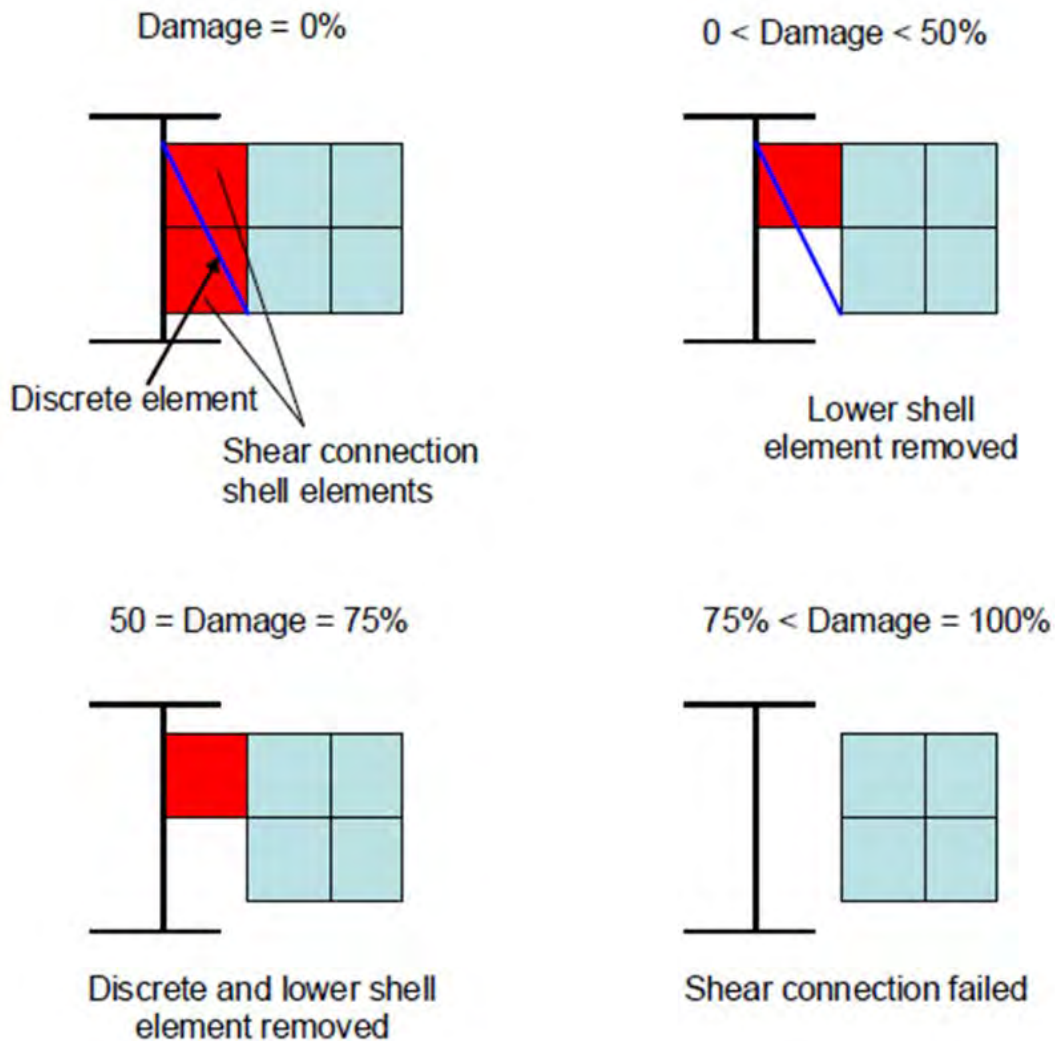 Damage = 0%
0 < Damage < 50%
Discrete element
Shear connection
shell elements
Lower shell
element removed
50 = Damage = 75%
75% < Damage = 100%
Discrete and lower shell
element removed
Shear connection failed